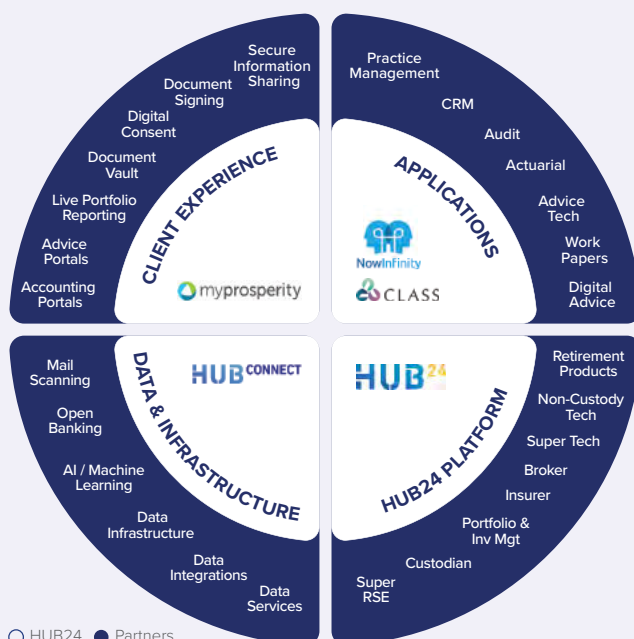 Secure
Information
Sharing
Document
Signing
Digital
Consent
Document
Vault
Live Portfolio
Reporting
Advice
Portals
Accounting
Portals
CLIENT EXPERIENCE
myprosperity
Practice
Management
CRM
Audit
Actuarial
Advice
Tech
Work
Papers
Digital
Advice
APPLICATIONS
NowInfinity
CLASS
Mail
Scanning
Open
Banking
AI / Machine
Learning
Data
Infrastructure
Data
Integrations
Data
Services
DATA & INFRASTRUCTURE
HUB CONNECT
Retirement
Products
Non-Custody
Tech
Super Tech
Broker
Insurer
Portfolio &
Inv Mgt
Custodian
Super
RSE
HUB24 PLATFORM
HUB24
HUB24 Partners